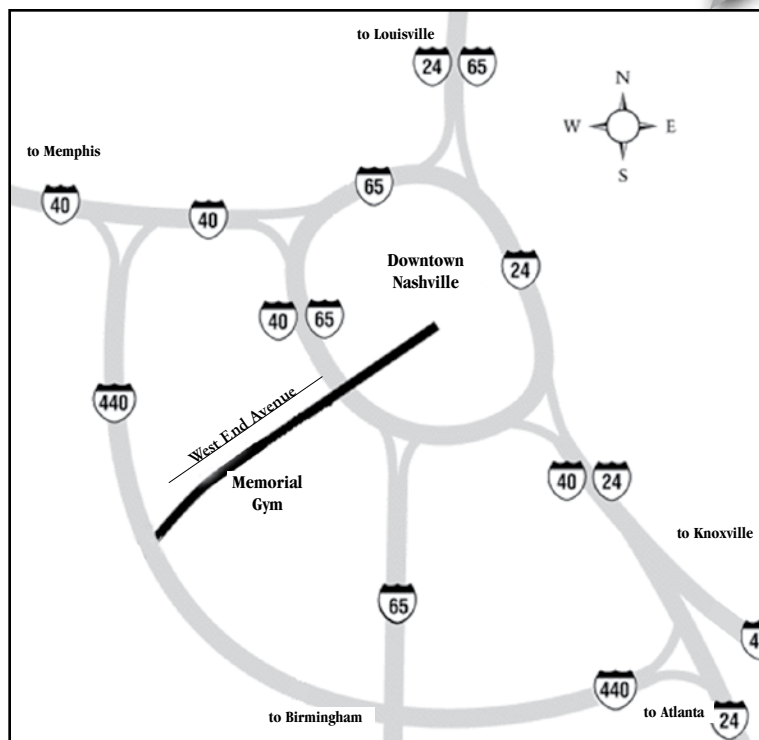 to Louisville
24 65
N
W E
S
to Memphis
65
40
40
Downtown
Nashville
24
40 65
West End Avenue
440
Memorial
Gym
40 24
to Knoxville
65
4
440
to Birmingham
to Atlanta
24